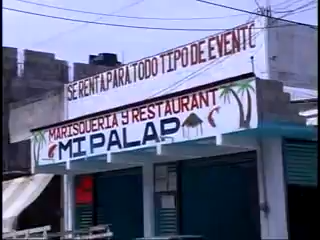 SE RENTA PARA TODO TIPO DE EVENTO
MARISQUERIA Y RESTAURANT
MI PALAPA